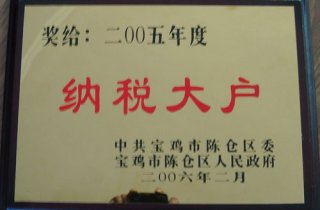 奖给：二00五年度
纳税大户
中共宝鸡市陈仓区委
宝鸡市陈仓区人民政府
二00六年二月